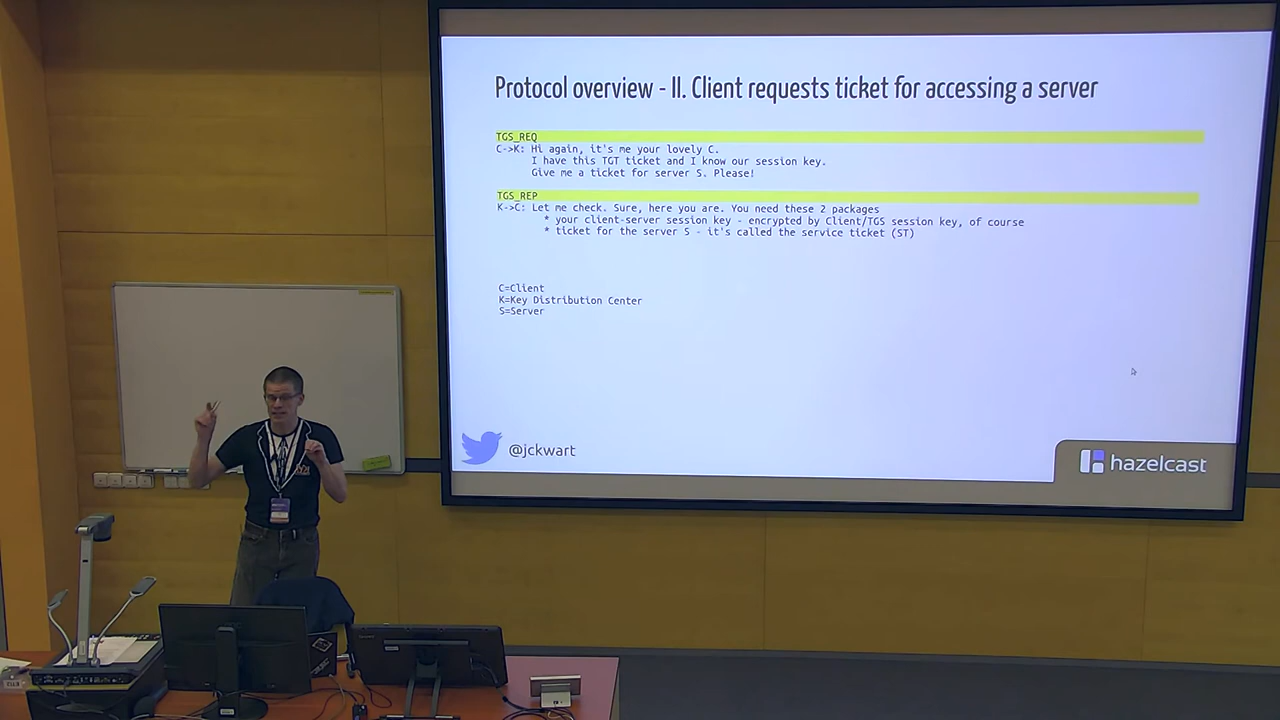 Protocol overview - II. Client requests ticket for accessing a server
TGS_REQ
C->K: Hi again, it's me your lovely C.
I have this TGT ticket and I know our session key.
Give me a ticket for server S. Please!
TGS_REP
K->C: Let me check. Sure, here you are. You need these 2 packages
* your client-server session key - encrypted by Client/TGS session key, of course
* ticket for the server S - it's called the service ticket (ST)
C=Client
K=Key Distribution Center
S=Server
@jckwart
hazelcast